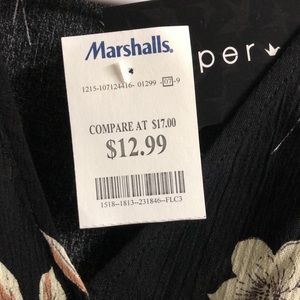 Marshalls.
1215-107124416- 01299 -07-9
COMPARE AT $17.00
$12.99
1518--1813--231846--FLC3
per